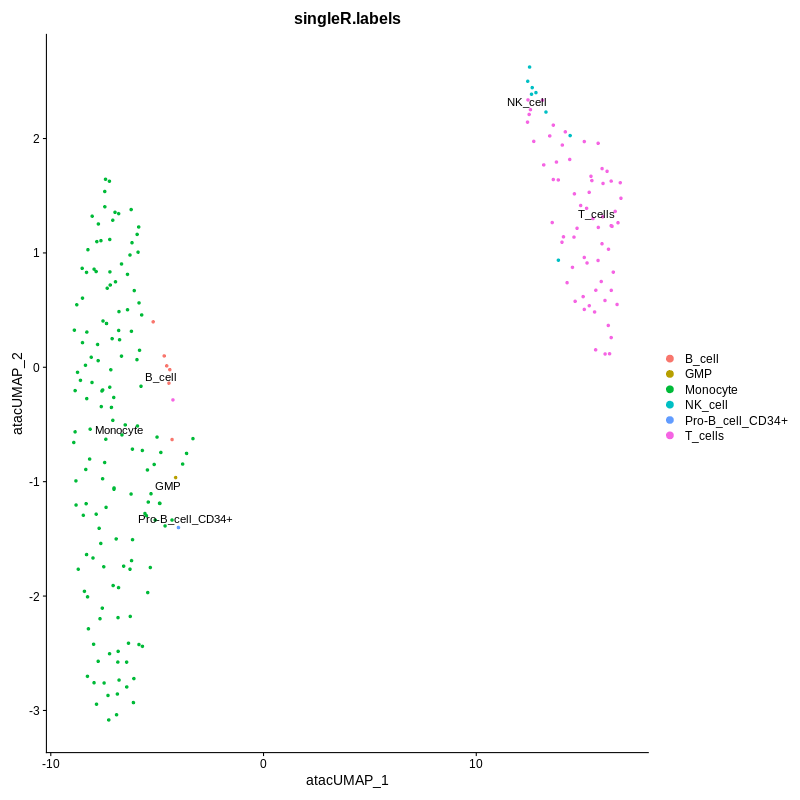 singleR.labels
NK_cell
T_cells
B_cell
Monocyte
GMP
Pro-B_cell_CD34+
2
1
0
-1
-2
-3
atacUMAP_2
-10
0
10
atacUMAP_1
B_cell
GMP
Monocyte
NK_cell
Pro-B_cell_CD34+
T_cells